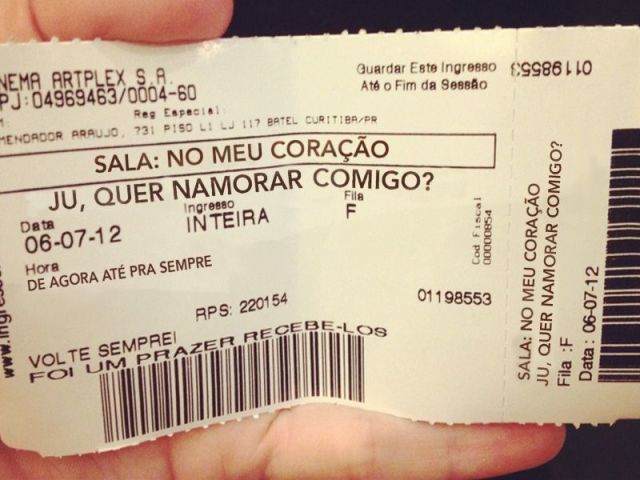 NEMA ARTPLEX S.A.
PJ:04969463/0004-60
Reg Especial:
MENDADOR ARAUJO, 731 PISO L1 LJ 117 BATEL CURITIBA/PR
Guardar Este Ingresso
Até o Fim da Sessão
01198553
SALA: NO MEU CORAÇÃO
JU, QUER NAMORAR COMIGO?
Data
06-07-12
Ingresso
INTEIRA
Fila
F
Cod Fiscal
00000854
Hora
DE AGORA ATÉ PRA SEMPRE
RPS: 220154
01198553
VOLTE SEMPRE!
FOI UM PRAZER RECEBE-LOS
www.ingress
SALA: NO MEU CORAÇÃO
JU, QUER NAMORAR COMIGO?
Fila :F
Data: 06-07-12